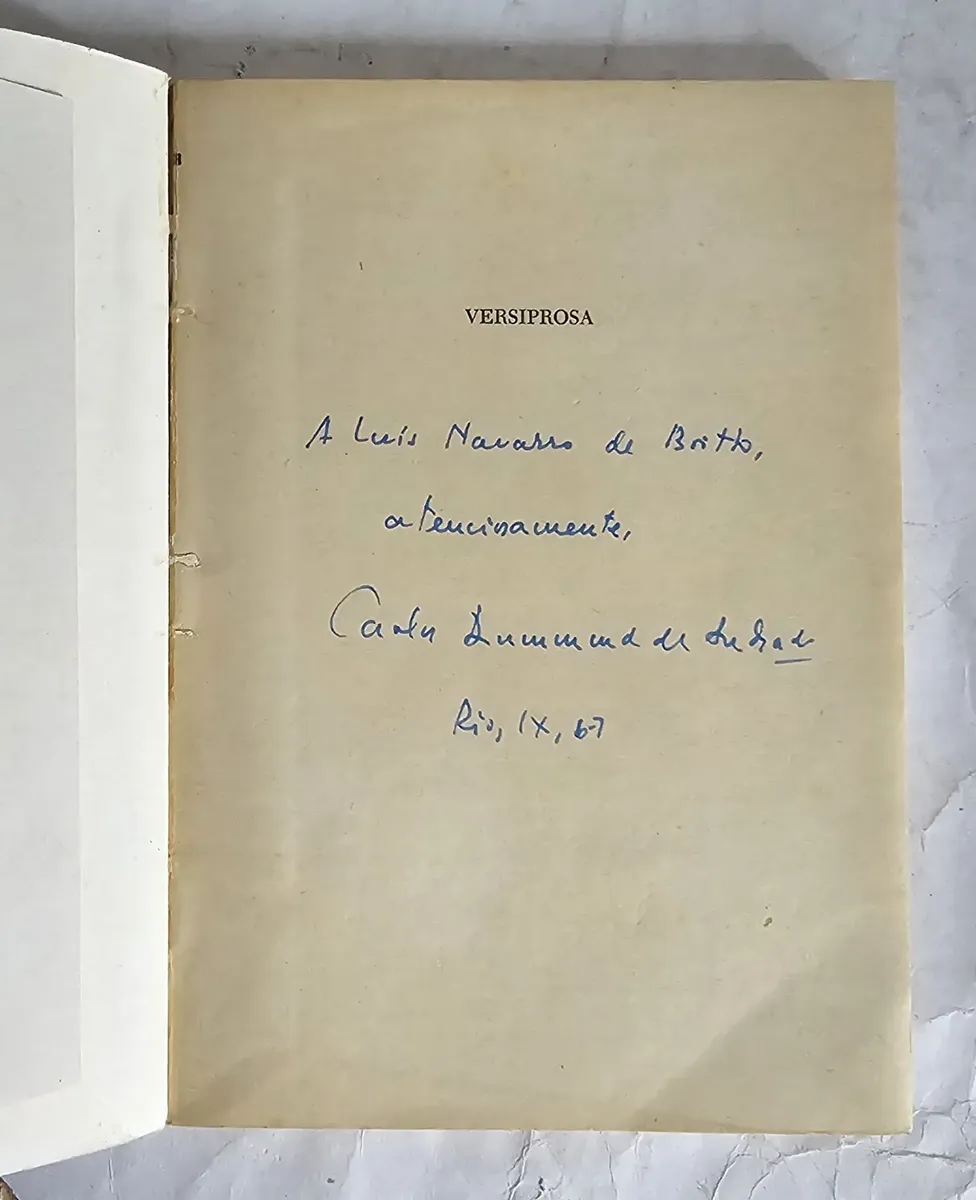 VERSIPROSA
A Luís Navarro de Britto,
atenciosamente,
Carlos Drummond de Andrade
Rio, IX, 67